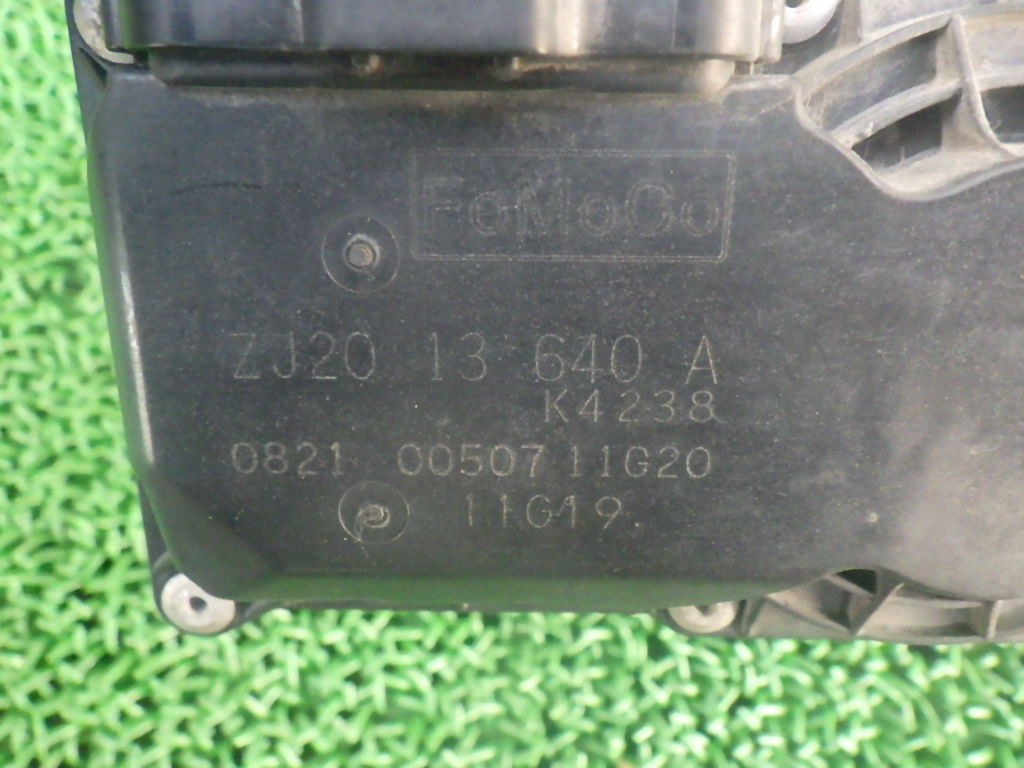 FoMoCo
ZJ20 13 640 A
K4238
0821 00507 11G20
11G19